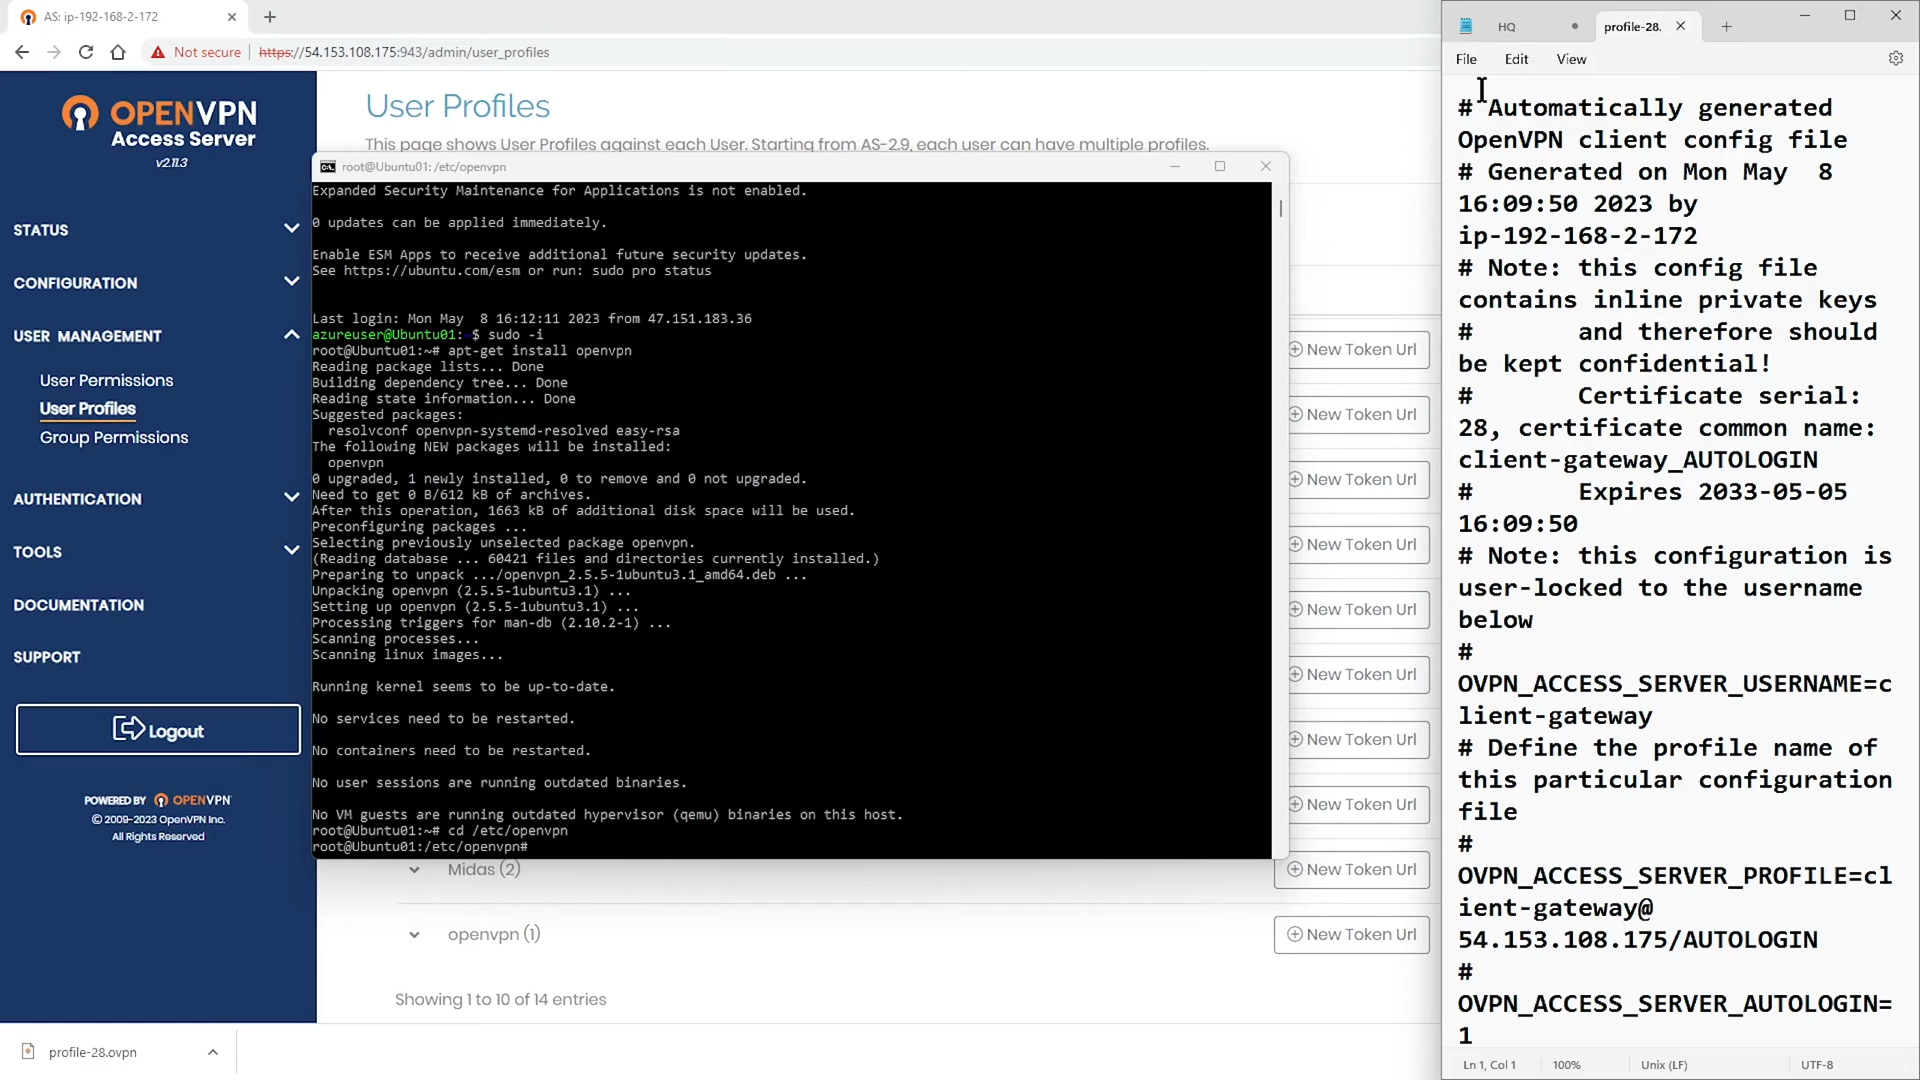 AS: ip-192-168-2-172
Not secure
https://54.153.108.175:943/admin/user_profiles
OPENVPN
Access Server
v2.11.3
STATUS
CONFIGURATION
USER MANAGEMENT
User Permissions
User Profiles
Group Permissions
AUTHENTICATION
TOOLS
DOCUMENTATION
SUPPORT
Logout
POWERED BY OPENVPN
© 2009-2023 OpenVPN Inc.
All Rights Reserved
User Profiles
This page shows User Profiles against each User. Starting from AS-2.9, each user can have multiple profiles.
root@Ubuntu01: /etc/openvpn
Expanded Security Maintenance for Applications is not enabled.
0 updates can be applied immediately.
Enable ESM Apps to receive additional future security updates.
See https://ubuntu.com/esm or run: sudo pro status
Last login: Mon May  8 16:12:11 2023 from 47.151.183.36
azureuser@Ubuntu01:~$ sudo -i
root@Ubuntu01:~# apt-get install openvpn
Reading package lists... Done
Building dependency tree... Done
Reading state information... Done
Suggested packages:
resolvconf openvpn-systemd-resolved easy-rsa
The following NEW packages will be installed:
openvpn
0 upgraded, 1 newly installed, 0 to remove and 0 not upgraded.
Need to get 0 B/612 kB of archives.
After this operation, 1663 kB of additional disk space will be used.
Preconfiguring packages ...
Selecting previously unselected package openvpn.
(Reading database ... 60421 files and directories currently installed.)
Preparing to unpack .../openvpn_2.5.5-1ubuntu3.1_amd64.deb ...
Unpacking openvpn (2.5.5-1ubuntu3.1) ...
Setting up openvpn (2.5.5-1ubuntu3.1) ...
Processing triggers for man-db (2.10.2-1) ...
Scanning processes...
Scanning linux images...
Running kernel seems to be up-to-date.
No services need to be restarted.
No containers need to be restarted.
No user sessions are running outdated binaries.
No VM guests are running outdated hypervisor (qemu) binaries on this host.
root@Ubuntu01:~# cd /etc/openvpn
root@Ubuntu01:/etc/openvpn#
New Token Url
New Token Url
New Token Url
New Token Url
New Token Url
New Token Url
New Token Url
New Token Url
Midas (2)
New Token Url
openvpn (1)
New Token Url
Showing 1 to 10 of 14 entries
profile-28.ovpn
HQ
profile-28.
File
Edit
View
# Automatically generated
OpenVPN client config file
# Generated on Mon May  8
16:09:50 2023 by
ip-192-168-2-172
# Note: this config file
contains inline private keys
#       and therefore should
be kept confidential!
#       Certificate serial:
28, certificate common name:
client-gateway_AUTOLOGIN
#       Expires 2033-05-05
16:09:50
# Note: this configuration is
user-locked to the username
below
#
OVPN_ACCESS_SERVER_USERNAME=c
lient-gateway
# Define the profile name of
this particular configuration
file
#
OVPN_ACCESS_SERVER_PROFILE=cl
ient-gateway@
54.153.108.175/AUTOLOGIN
#
OVPN_ACCESS_SERVER_AUTOLOGIN=
1
Ln 1, Col 1
100%
Unix (LF)
UTF-8